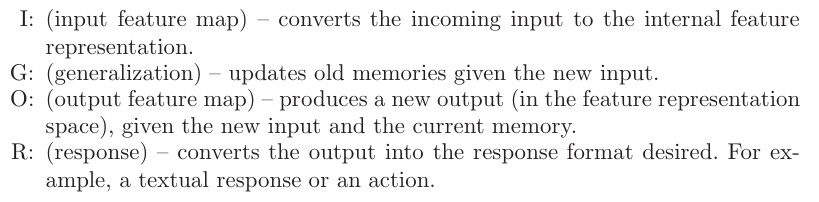 I: (input feature map) – converts the incoming input to the internal feature
representation.
G: (generalization) – updates old memories given the new input.
O: (output feature map) – produces a new output (in the feature representation
space), given the new input and the current memory.
R: (response) – converts the output into the response format desired. For ex-
ample, a textual response or an action.